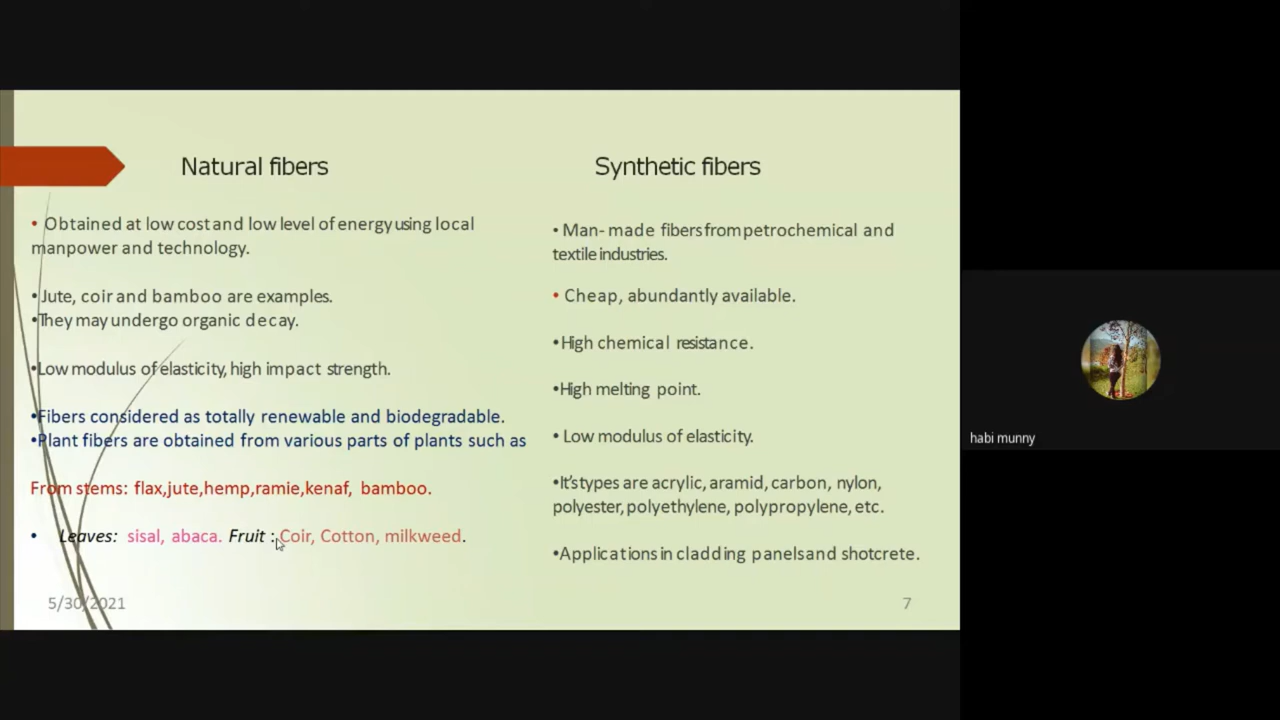 Natural fibers
• Obtained at low cost and low level of energy using local
manpower and technology.
•Jute, coir and bamboo are examples.
•They may undergo organic decay.
•Low modulus of elasticity, high impact strength.
•Fibers considered as totally renewable and biodegradable.
•Plant fibers are obtained from various parts of plants such as
From stems: flax,jute,hemp,ramie,kenaf, bamboo.
• Leaves: sisal, abaca. Fruit : Coir, Cotton, milkweed.
5/30/2021
Synthetic fibers
• Man- made fibers from petrochemical and
textile industries.
• Cheap, abundantly available.
•High chemical resistance.
•High melting point.
• Low modulus of elasticity.
•It's types are acrylic, aramid, carbon, nylon,
polyester, polyethylene, polypropylene, etc.
•Applications in cladding panels and shotcrete.
7
habi munny